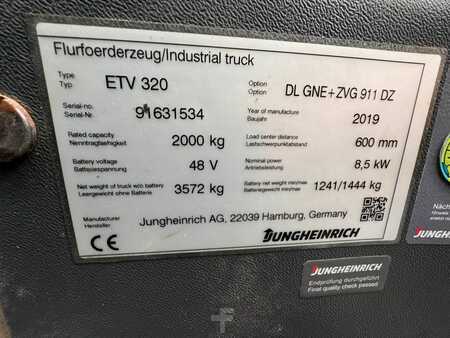 Flurfoerderzeug/Industrial truck
Type
Typ
ETV 320
Option
Option
DL GNE+ZVG 911 DZ
Serial-no.
Serial-Nr.
91631534
Year of manufacture
Baujahr
2019
Rated capacity
Nenntragfaehigkeit
2000 kg
Load center distance
Lastschwerpunktabstand
600 mm
Battery voltage
Batteriespannung
48 V
Nominal power
Antriebsleistung
8,5 kW
Net weight of truck w/o battery
Leergewicht ohne Batterie
3572 kg
Battery net weight min/max
Batteriegewicht min/max
1241/1444 kg
CE
Jungheinrich AG, 22039 Hamburg, Germany
JUNGHEINRICH
JUNGHEINRICH
Endprüfung durchgeführt
Final quality check passed
Näch
JUNGHEINRICH